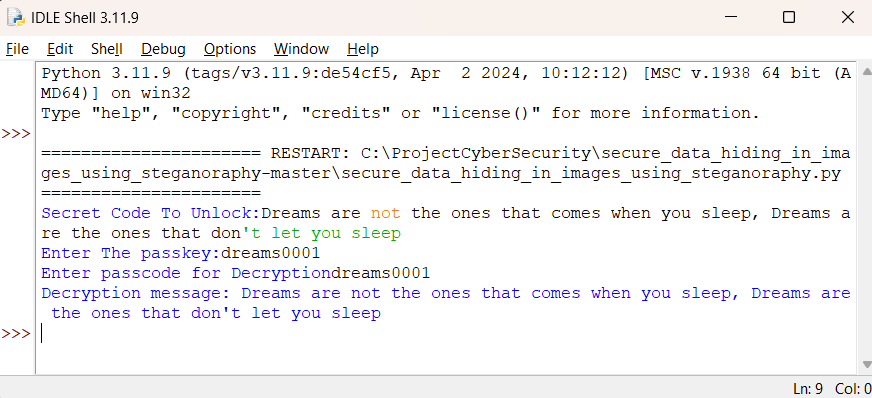 IDLE Shell 3.11.9
File Edit Shell Debug Options Window Help
Python 3.11.9 (tags/v3.11.9:de54cf5, Apr  2 2024, 10:12:12) [MSC v.1938 64 bit (A
MD64)] on win32
Type "help", "copyright", "credits" or "license()" for more information.
>>>
====================== RESTART: C:\ProjectCyberSecurity\secure_data_hiding_in_ima
ges_using_steganoraphy-master\secure_data_hiding_in_images_using_steganoraphy.py
======================
Secret Code To Unlock:Dreams are not the ones that comes when you sleep, Dreams a
re the ones that don't let you sleep
Enter The passkey:dreams0001
Enter passcode for Decryptiondreams0001
Decryption message: Dreams are not the ones that comes when you sleep, Dreams are
 the ones that don't let you sleep
>>>
Ln: 9 Col: 0